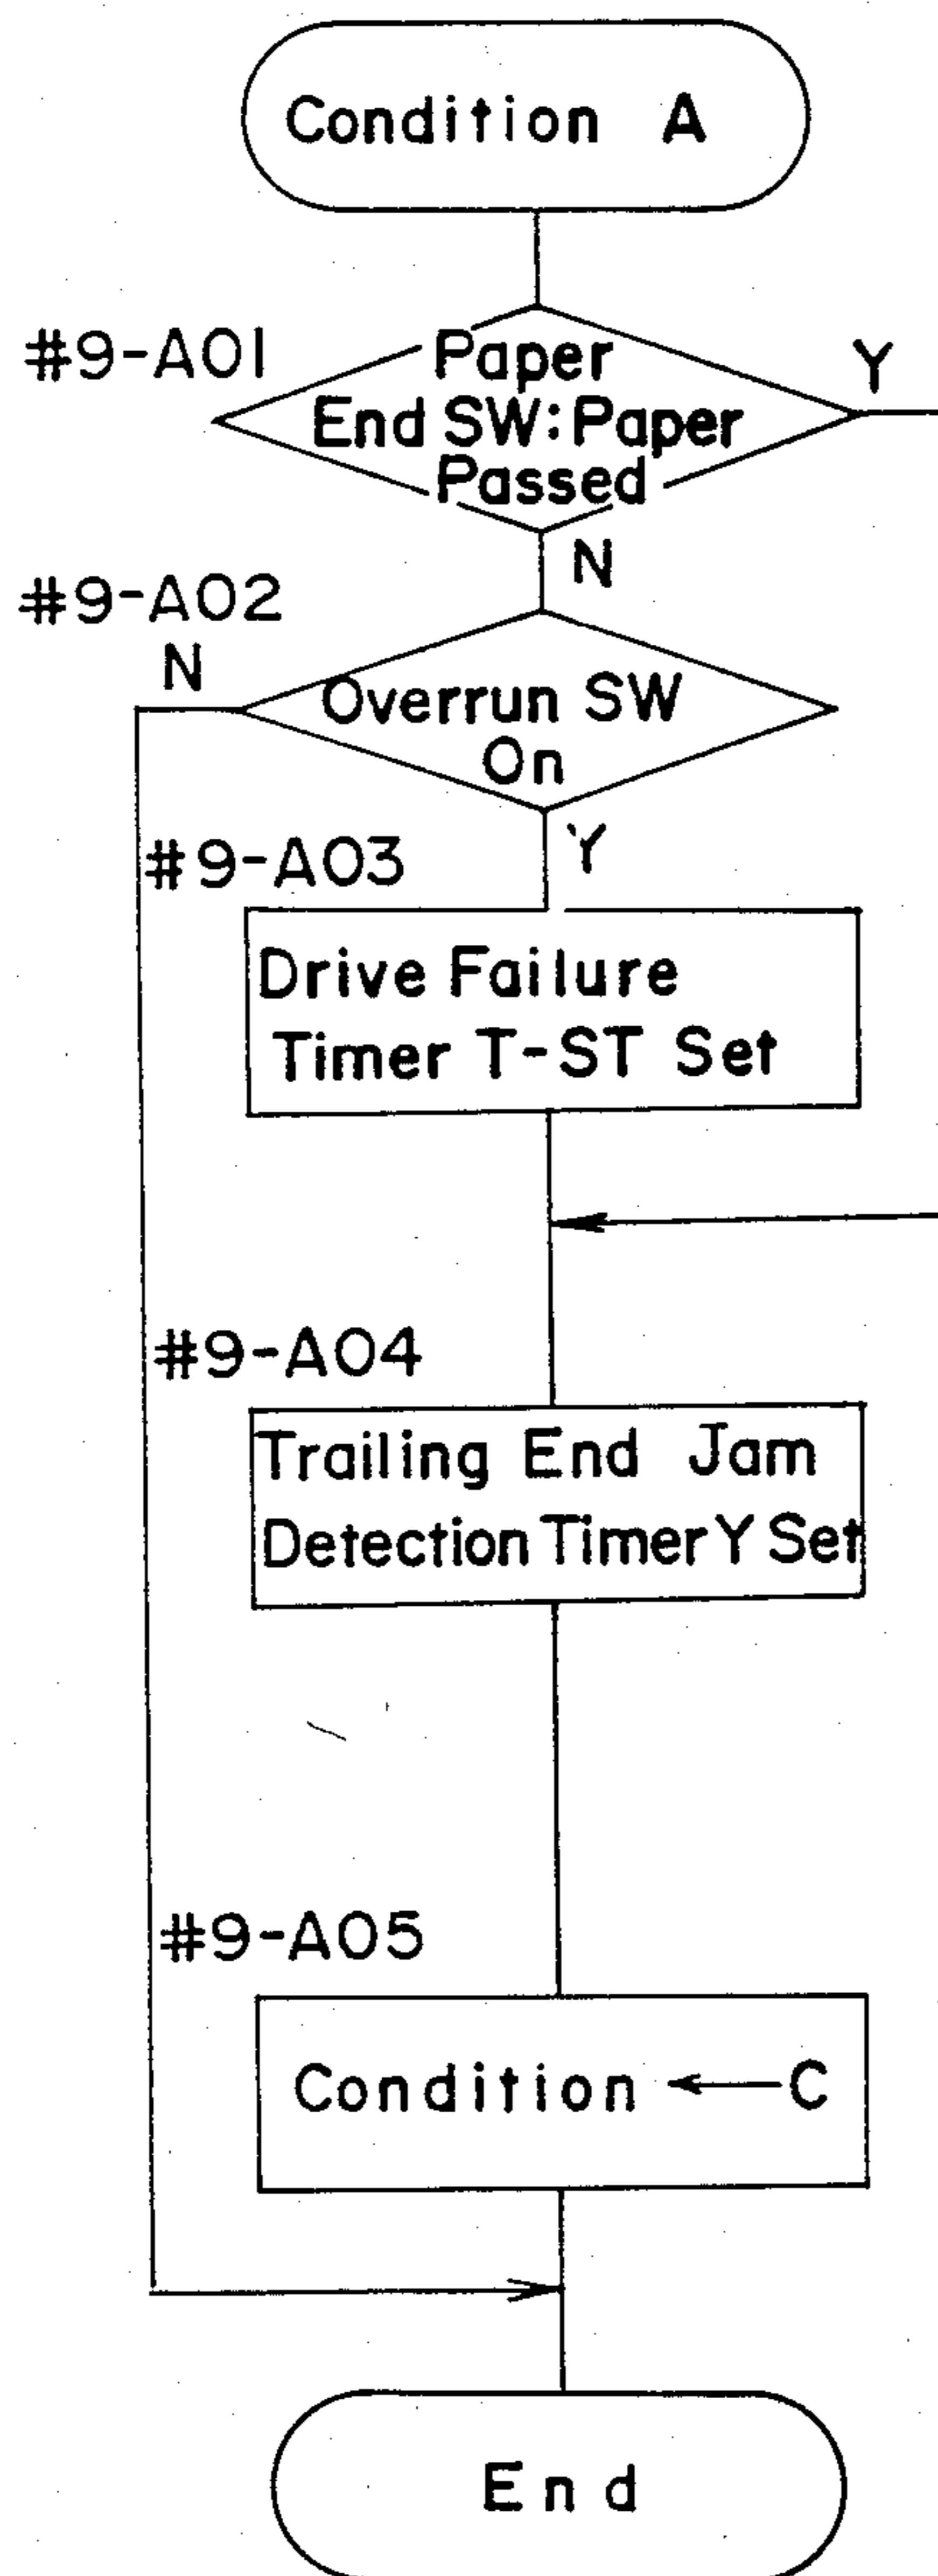 Condition A
#9-A01
Paper
End SW:Paper
Passed
Y
N
#9-A02
N
Overrun SW
On
Y
#9-A03
Drive Failure
Timer T-ST Set
#9-A04
Trailing End Jam
Detection Timer Y Set
#9-A05
Condition ← C
End